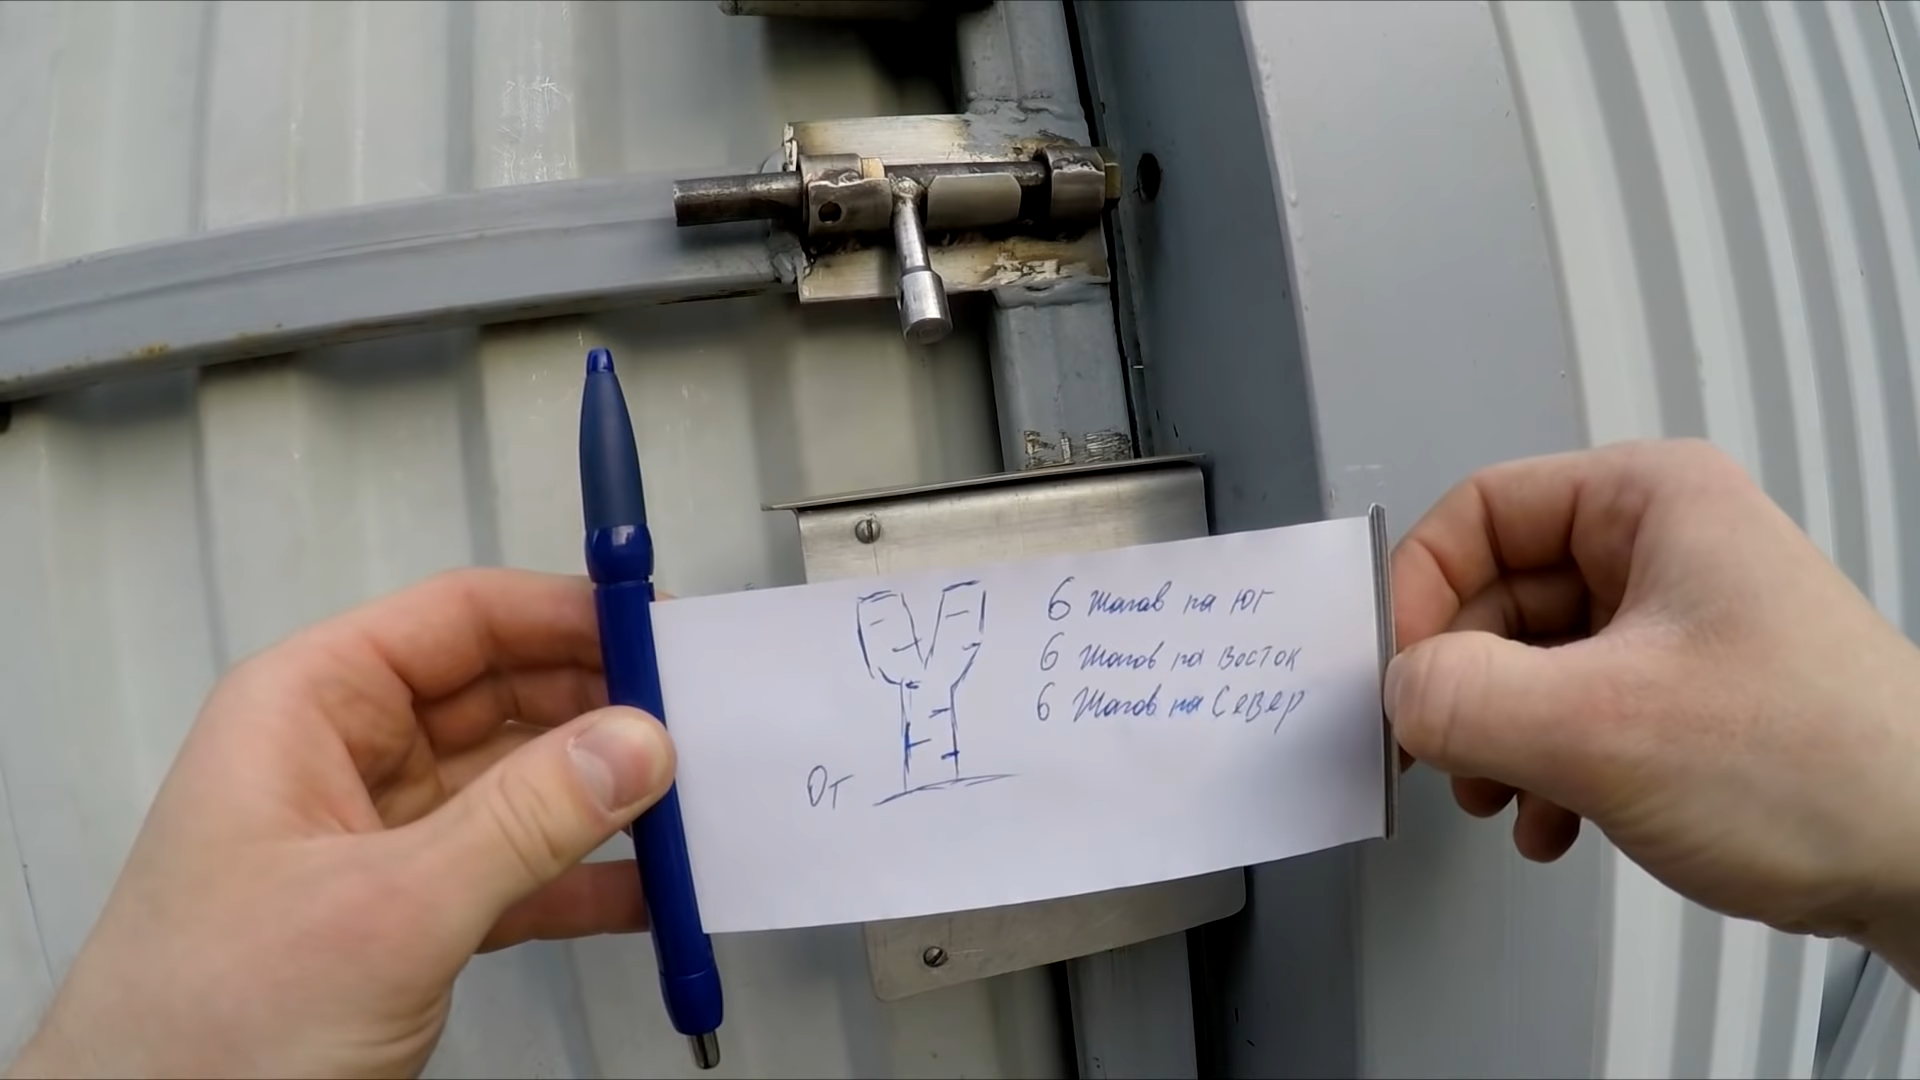 6 шагов на юг
6 шагов на восток
6 шагов на Север
От